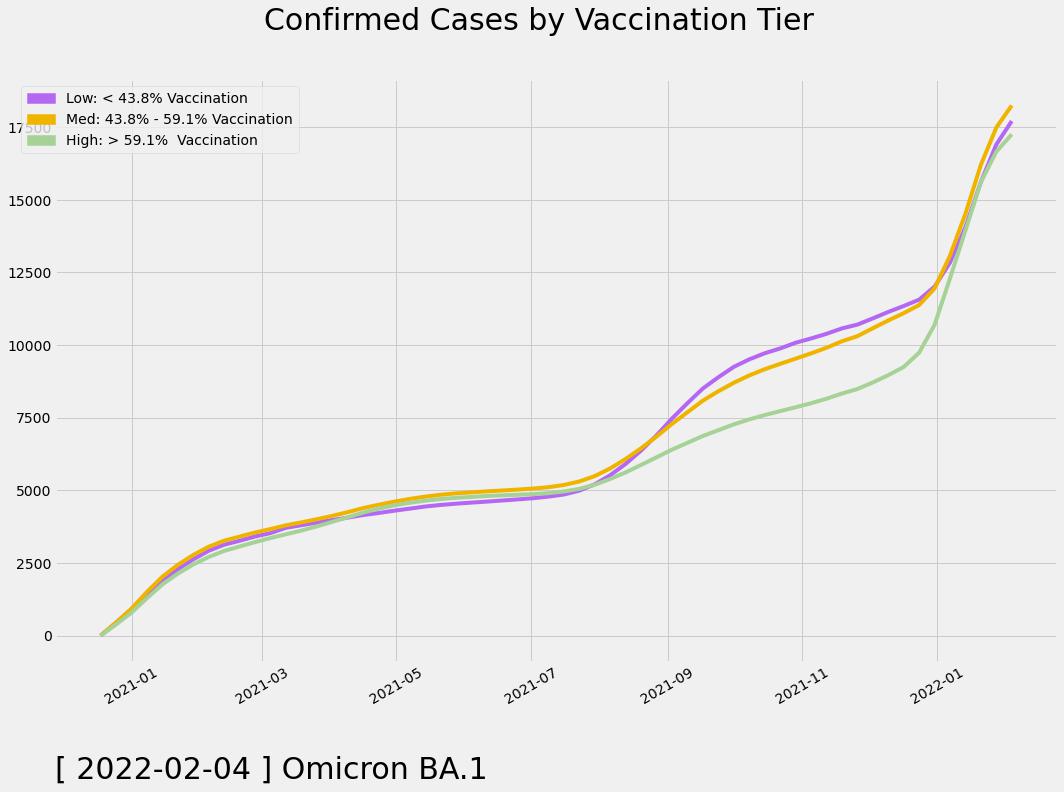 Confirmed Cases by Vaccination Tier
Low: < 43.8% Vaccination
Med: 43.8% - 59.1% Vaccination
High: > 59.1%  Vaccination
17500
15000
12500
10000
7500
5000
2500
0
2021-01 2021-03 2021-05 2021-07 2021-09 2021-11 2022-01
[ 2022-02-04 ] Omicron BA.1